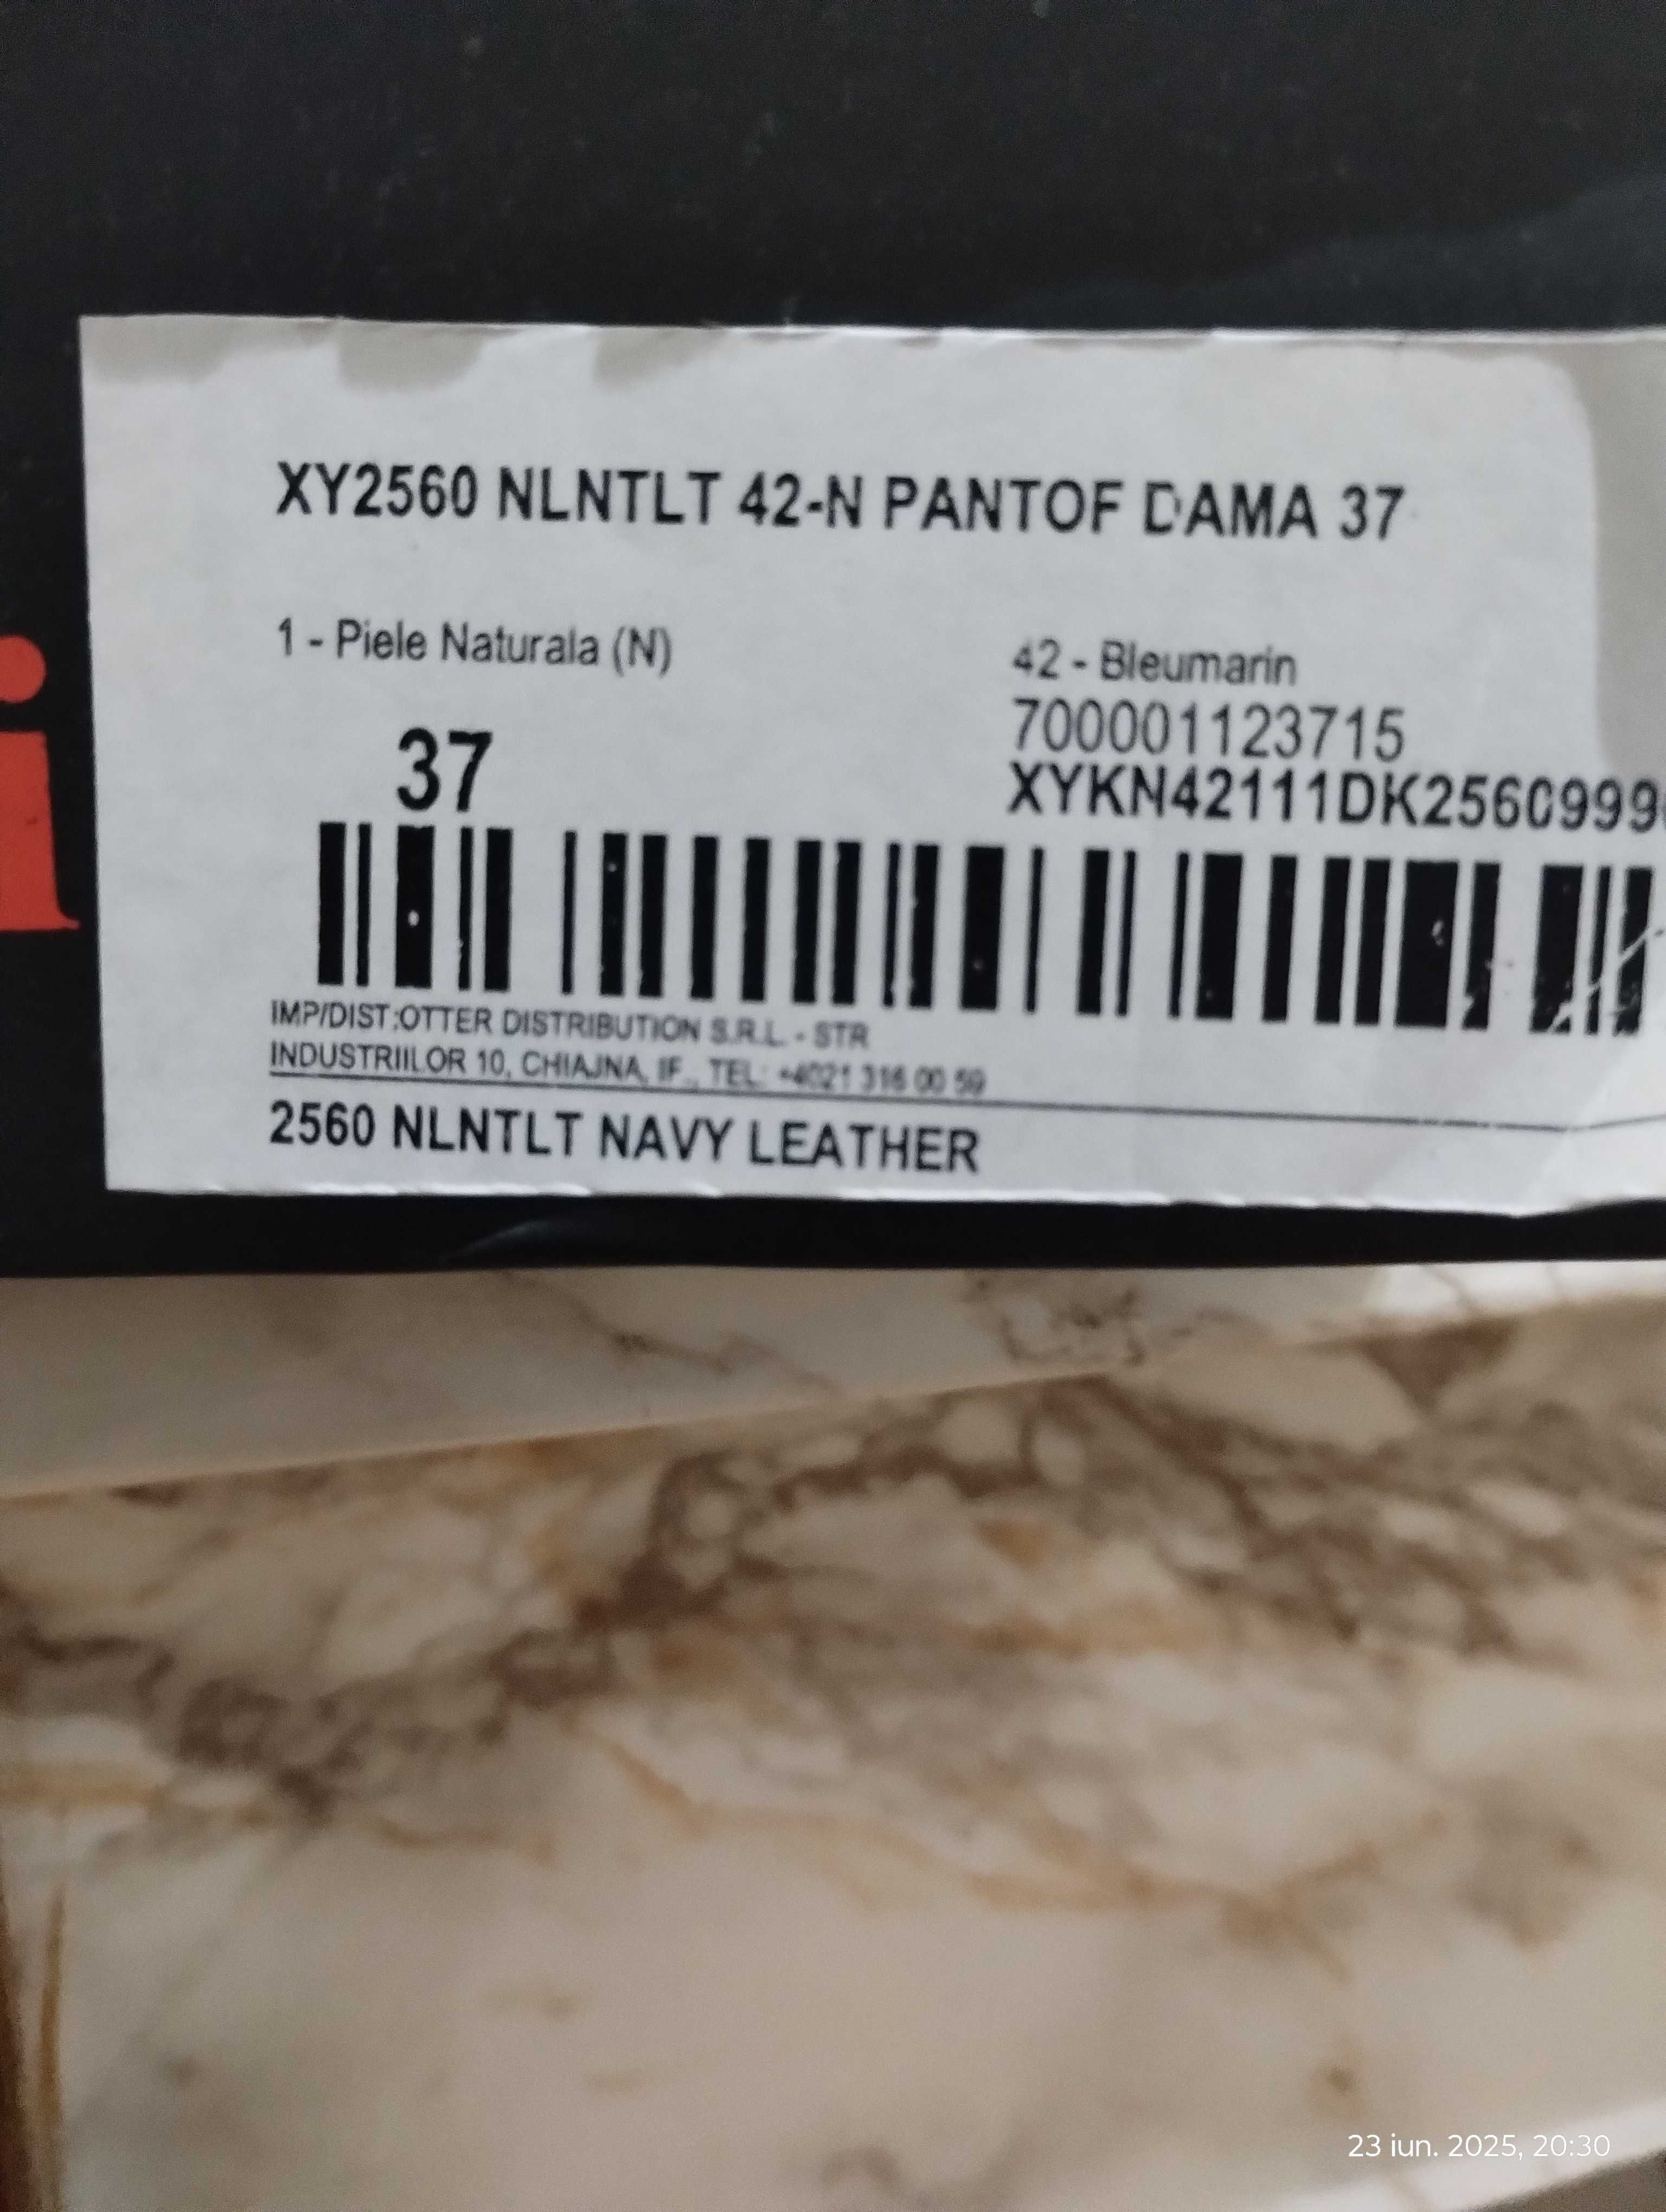 XY2560 NLNTLT 42-N PANTOF DAMA 37
1 - Piele Naturala (N)
42 - Bleumarin
700001123715
37
XYKN42111DK2560999
i
IMP/DIST:OTTER DISTRIBUTION S.R.L - STR
INDUSTRIILOR 10, CHIAJNA, IF., TEL: +4021 316 00 59
2560 NLNTLT NAVY LEATHER
23 iun. 2025, 20:30